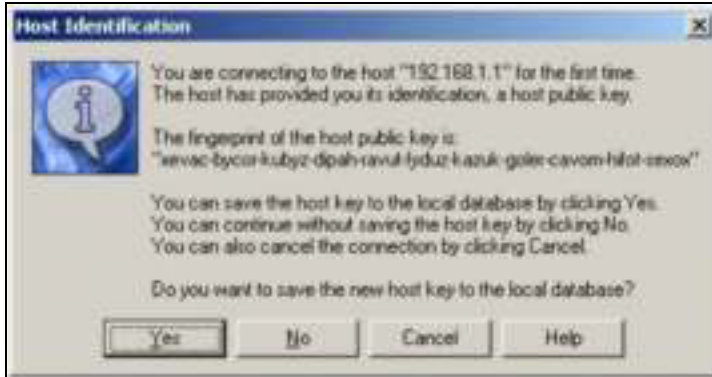 Host Identification
You are connecting to the host "192.168.1.1" for the first time.
The host has provided you its identification, a host public key.
The fingerprint of the host public key is:
"xevac-bycor-kubyz-dipah-ravut-tyduz-kazuk-goler-cavom-hilot-sexox"
You can save the host key to the local database by clicking Yes.
You can continue without saving the host key by clicking No.
You can also cancel the connection by clicking Cancel.
Do you want to save the new host key to the local database?
Yes No Cancel Help